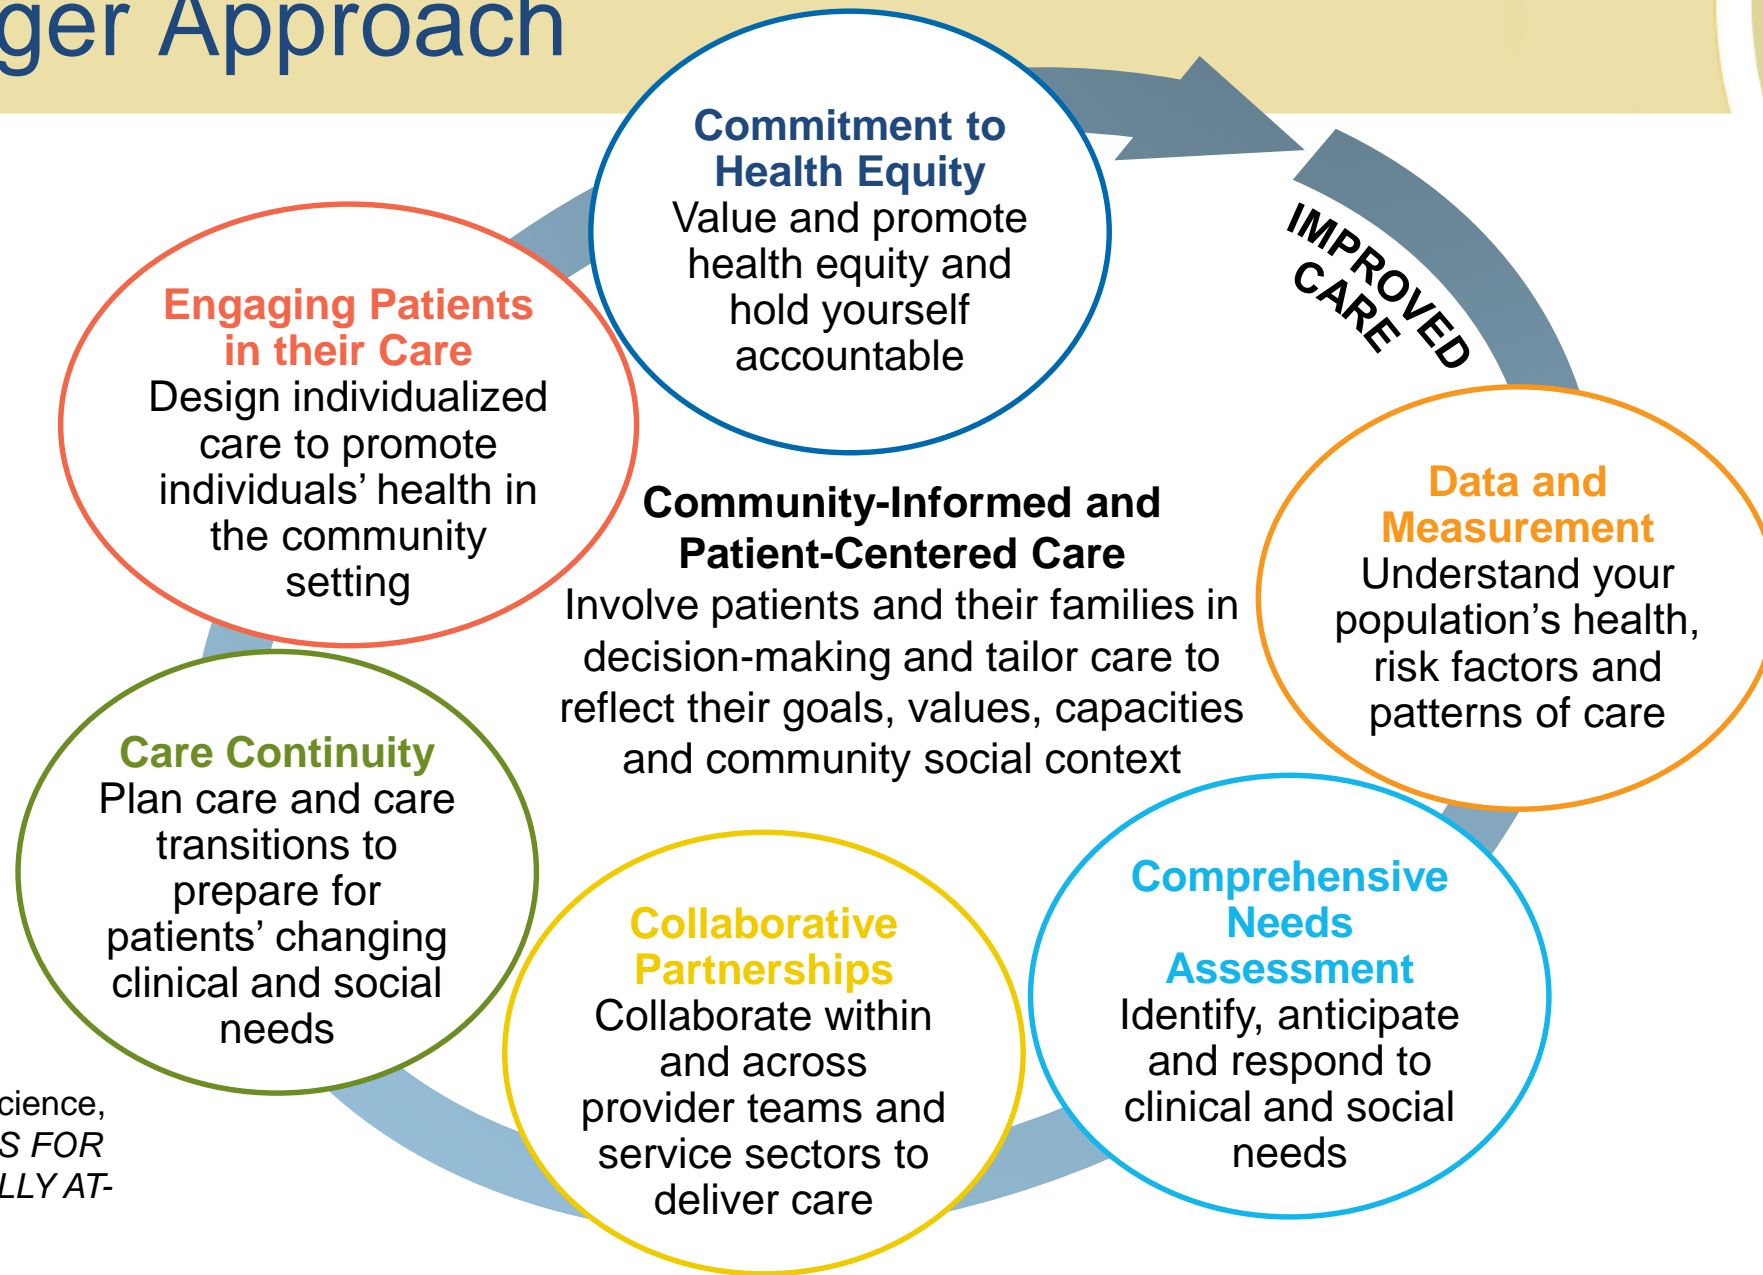 ger Approach
Commitment to
Health Equity
Value and promote
health equity and
hold yourself
accountable
IMPROVED
CARE
Engaging Patients
in their Care
Design individualized
care to promote
individuals’ health in
the community
setting
Community-Informed and
Patient-Centered Care
Involve patients and their families in
decision-making and tailor care to
reflect their goals, values, capacities
and community social context
Data and
Measurement
Understand your
population’s health,
risk factors and
patterns of care
Care Continuity
Plan care and care
transitions to
prepare for
patients’ changing
clinical and social
needs
Collaborative
Partnerships
Collaborate within
and across
provider teams and
service sectors to
deliver care
Comprehensive
Needs
Assessment
Identify, anticipate
and respond to
clinical and social
needs
cience,
S FOR
LLY AT-